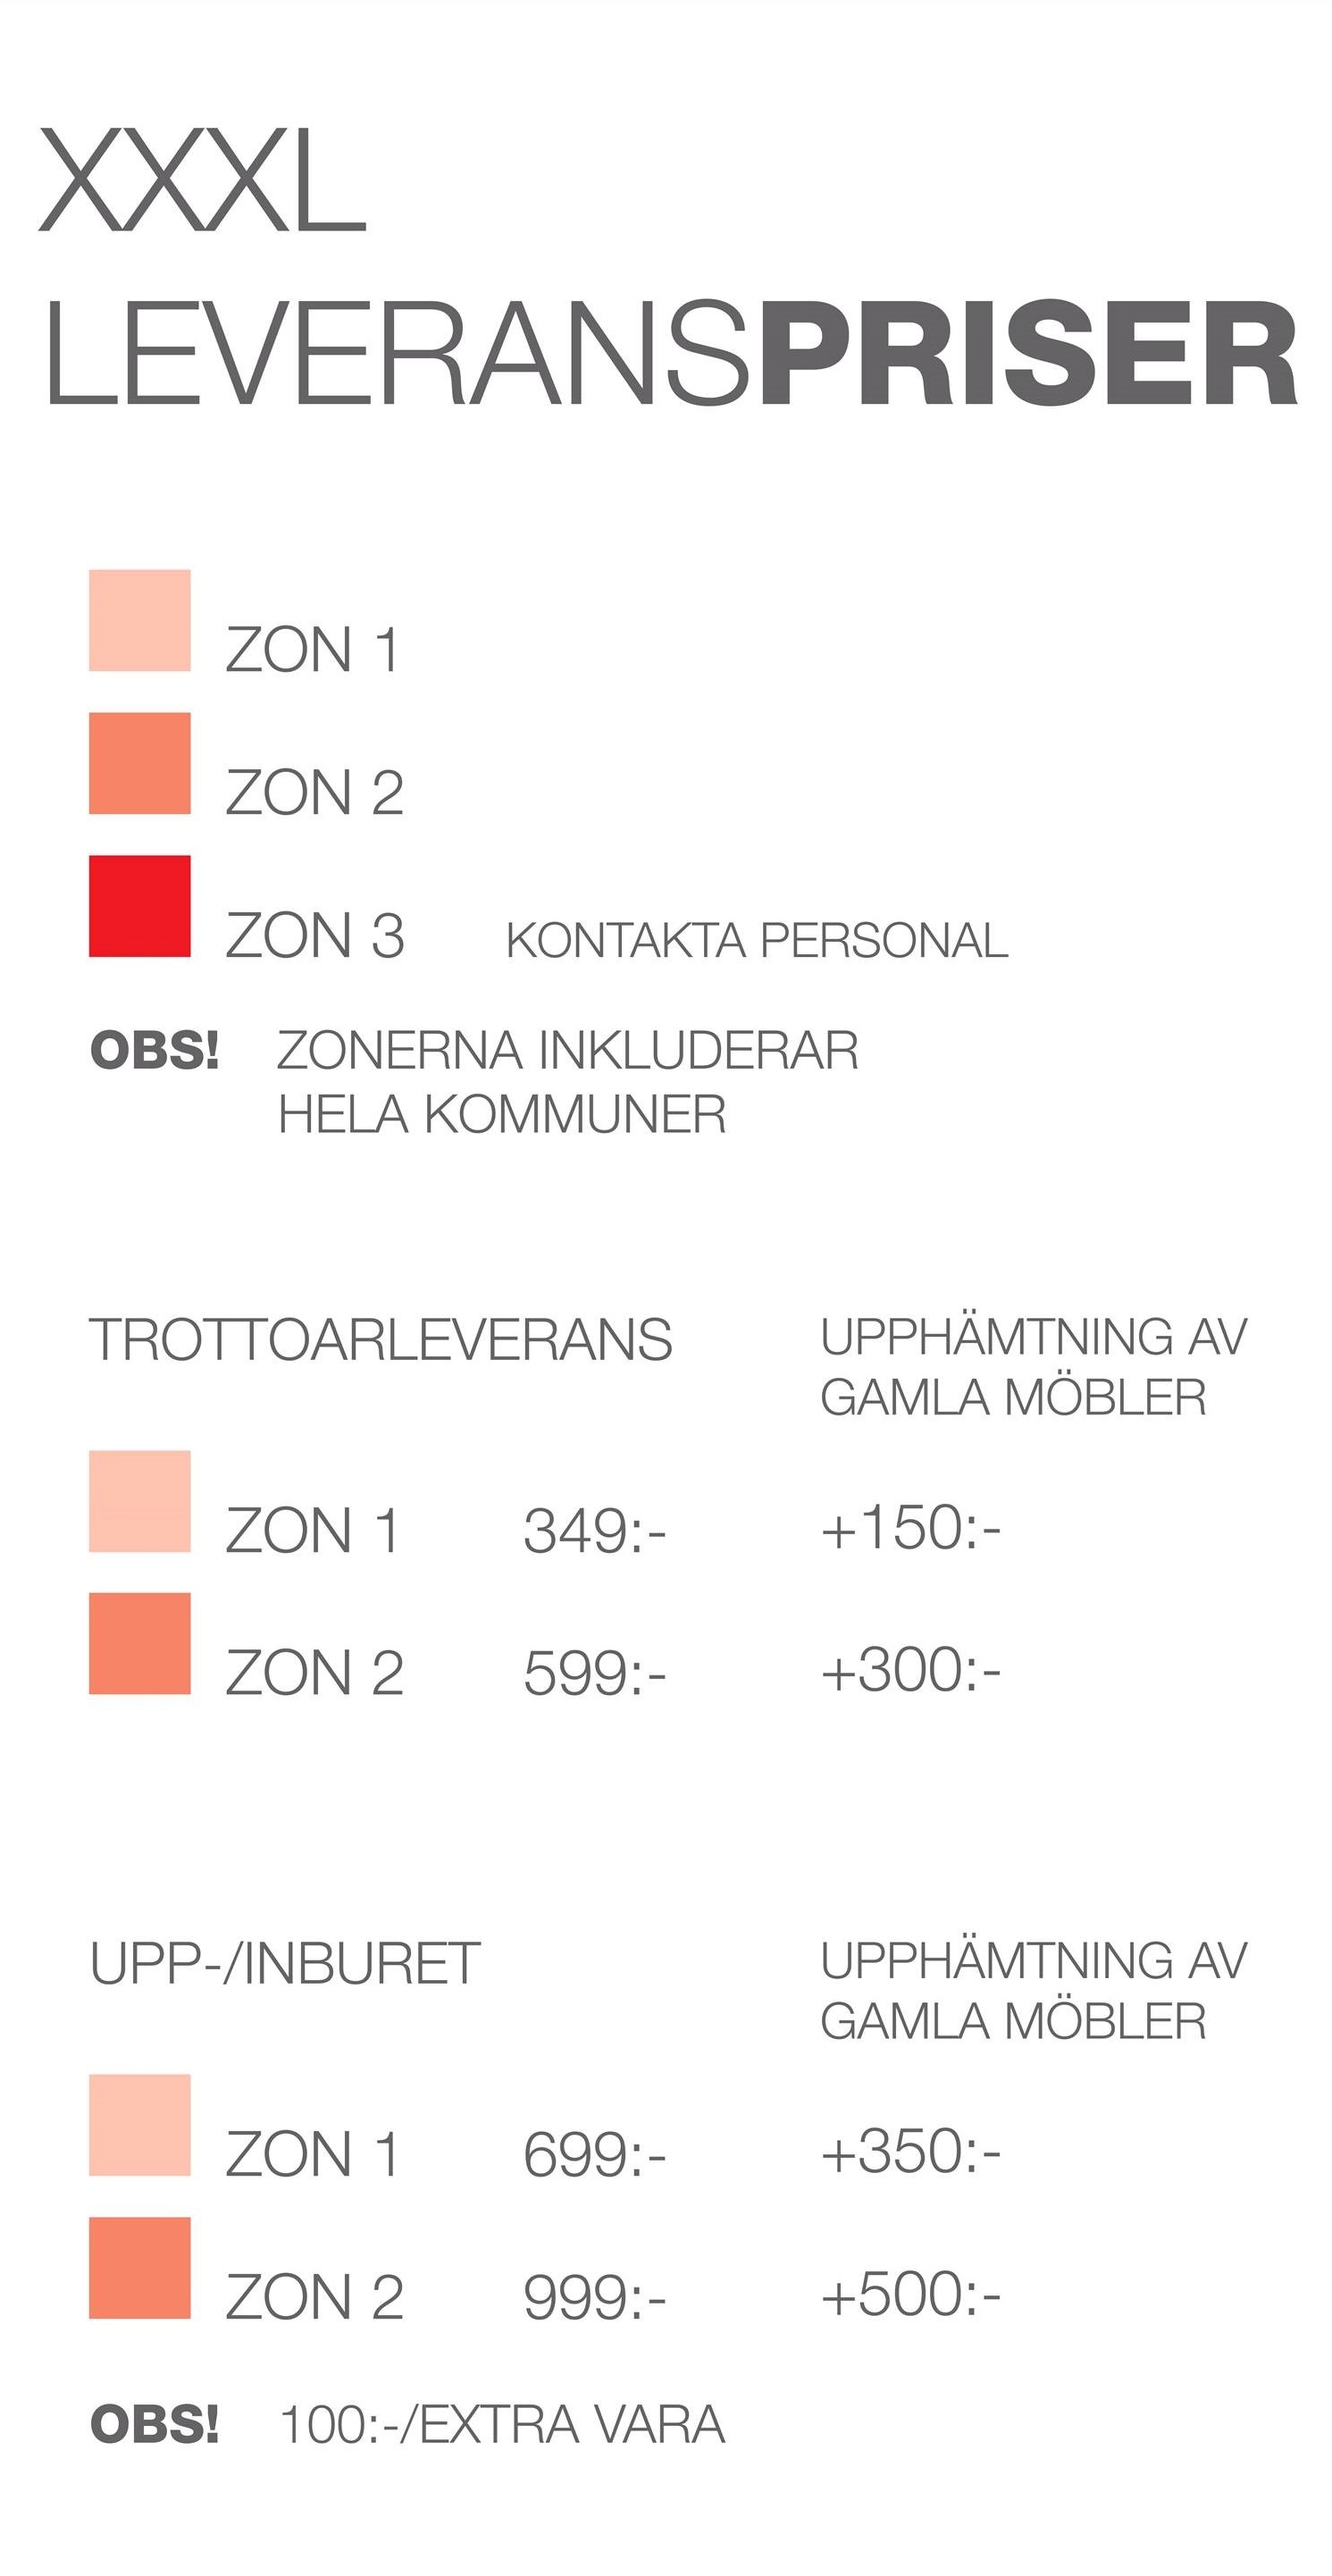 XXXL
LEVERANSPRISER
ZON 1
ZON 2
ZON 3 KONTAKTA PERSONAL
OBS! ZONERNA INKLUDERAR
HELA KOMMUNER
TROTTOARLEVERANS UPPHÄMTNING AV
GAMLA MÖBLER
ZON 1 349:- +150:-
ZON 2 599:- +300:-
UPP-/INBURET UPPHÄMTNING AV
GAMLA MÖBLER
ZON 1 699:- +350:-
ZON 2 999:- +500:-
OBS! 100:-/EXTRA VARA